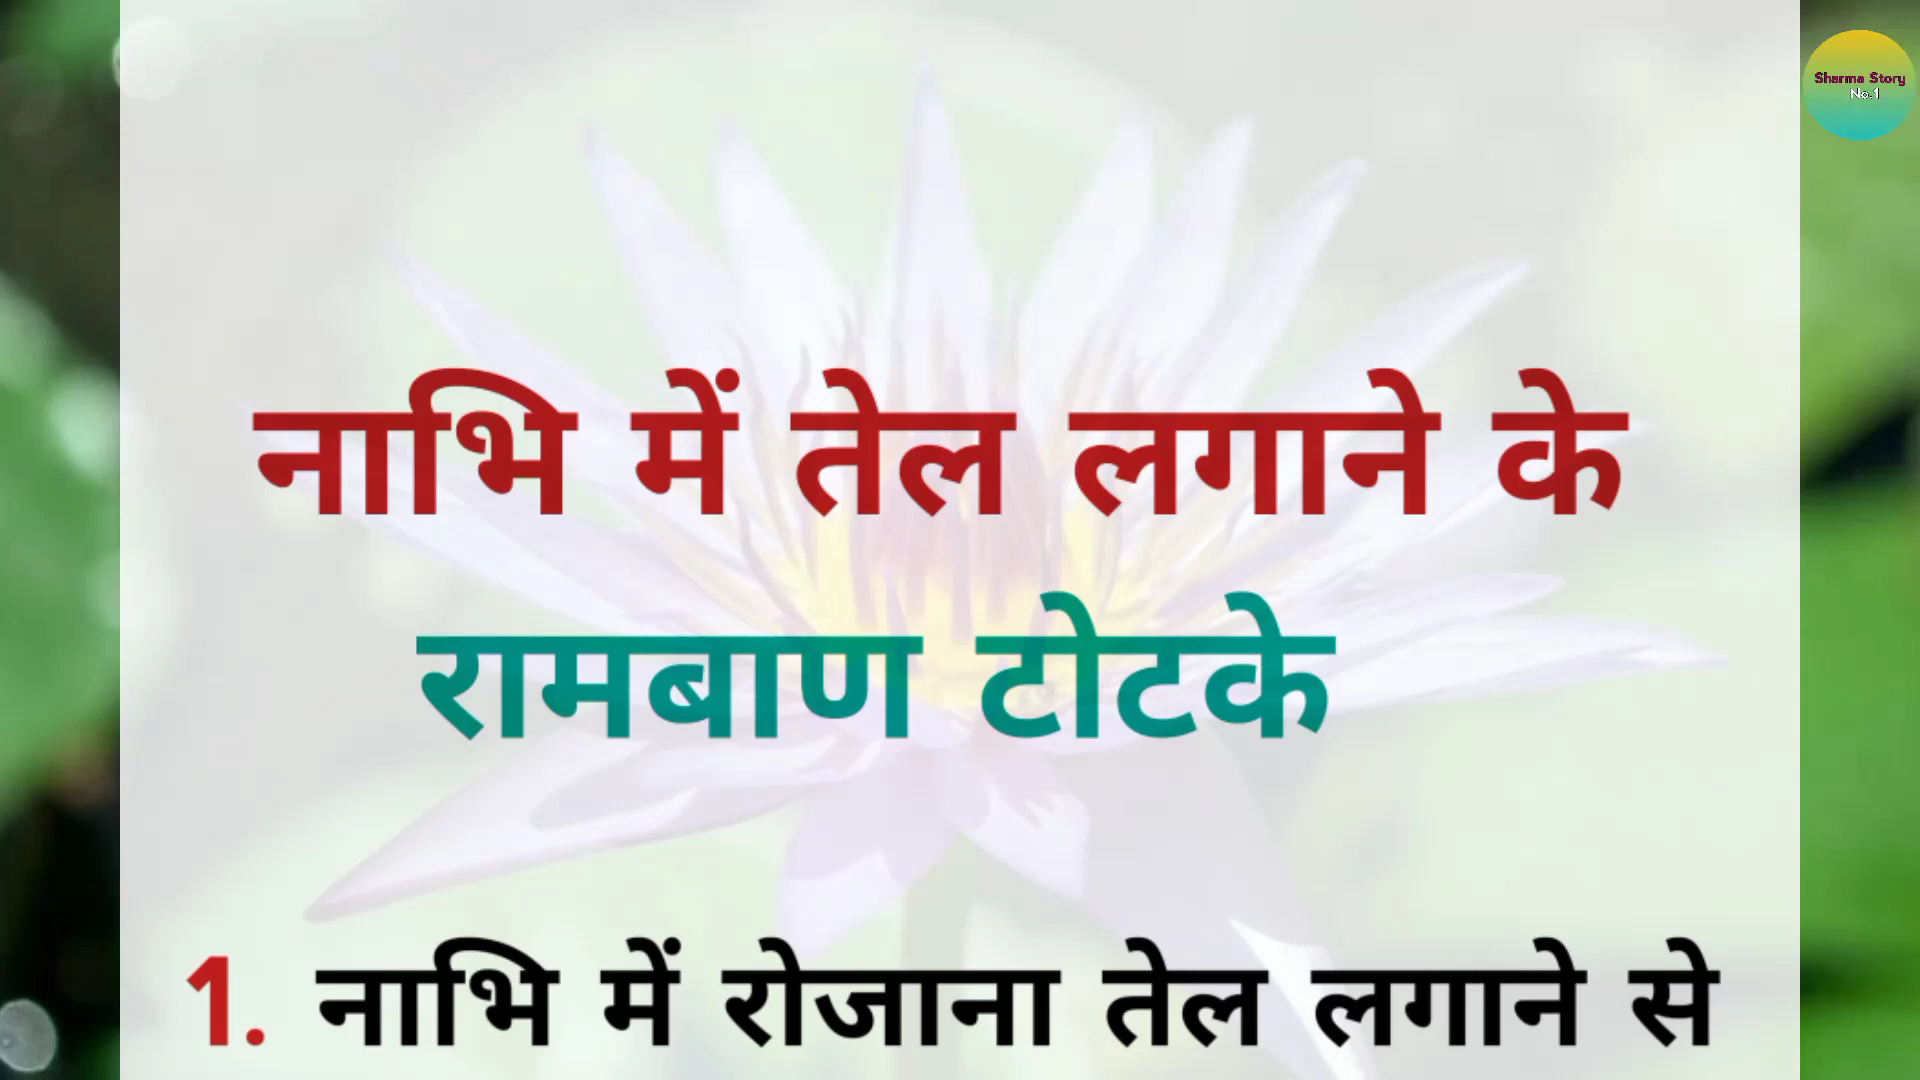 Sharma Story
No.1
नाभि में तेल लगाने के
रामबाण टोटके
1. नाभि में रोजाना तेल लगाने से